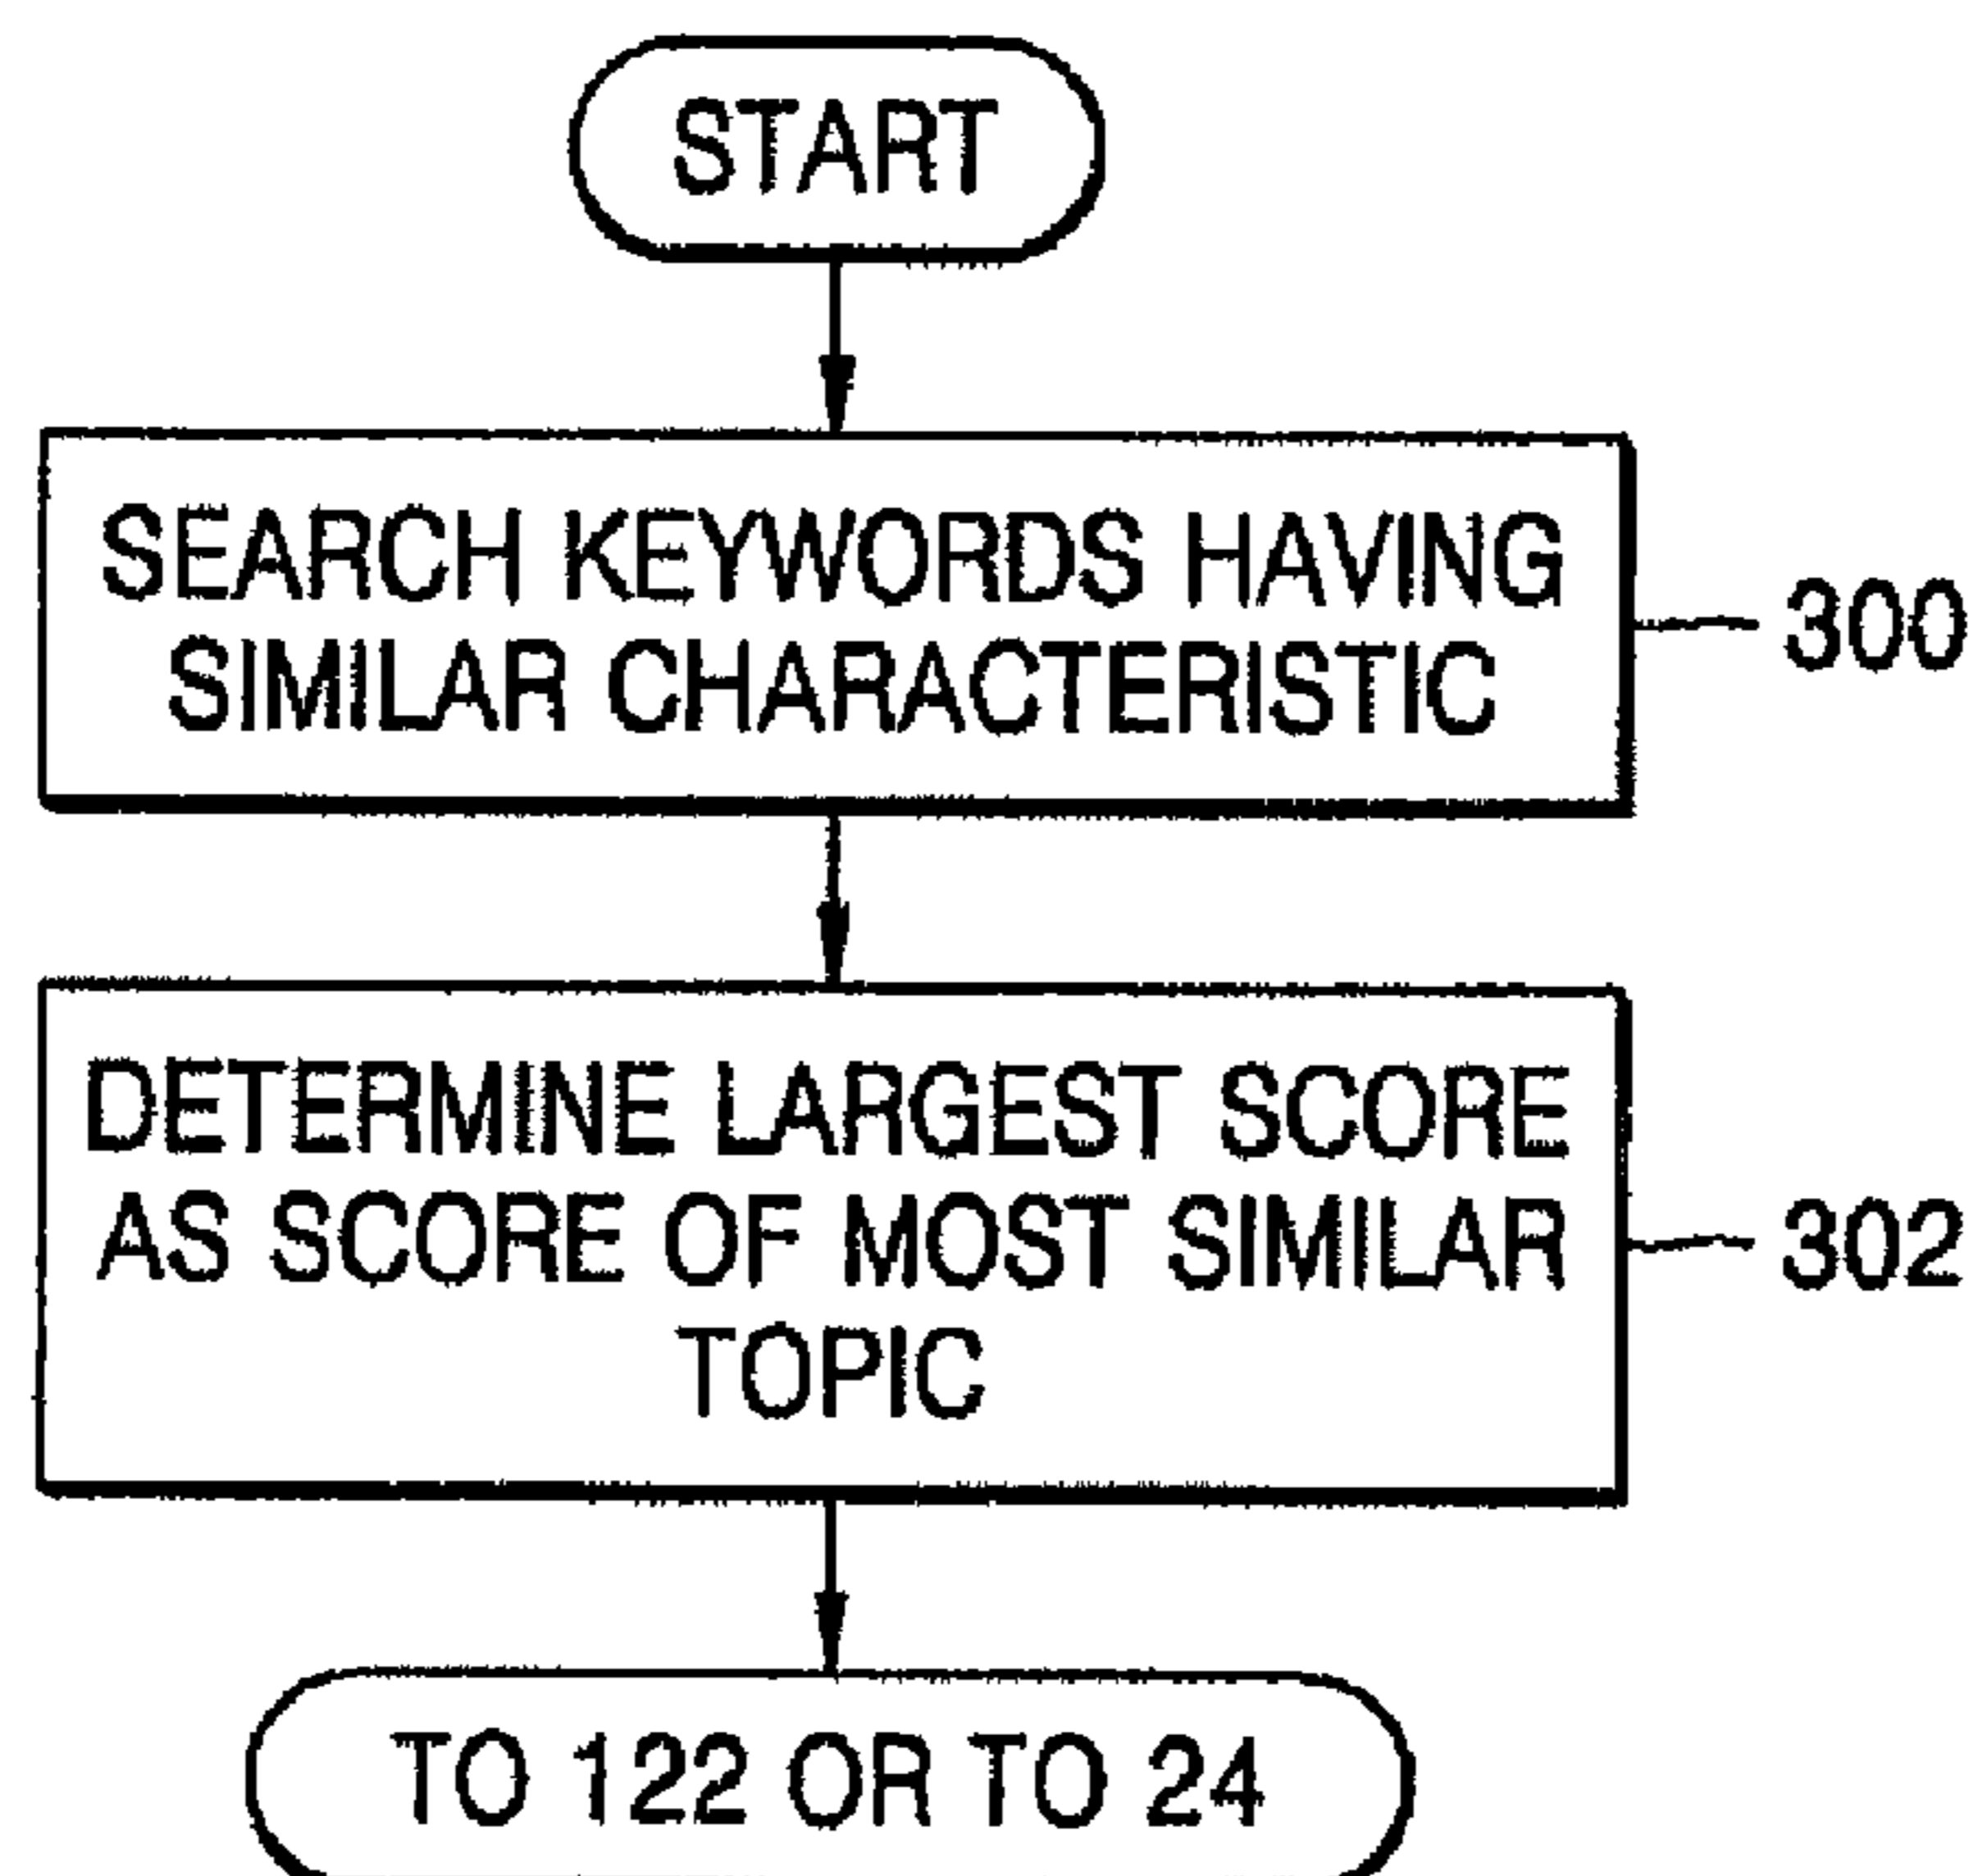 START
SEARCH KEYWORDS HAVING
SIMILAR CHARACTERISTIC
300
DETERMINE LARGEST SCORE
AS SCORE OF MOST SIMILAR
TOPIC
302
TO 122 OR TO 24